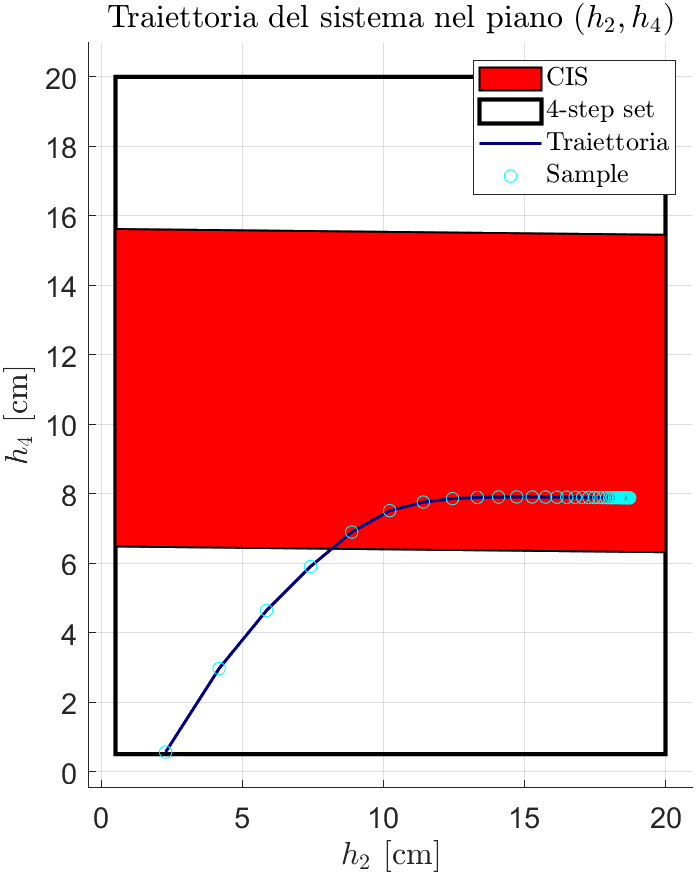 Traiettoria del sistema nel piano (h₂, h₄)
CIS
4-step set
Traiettoria
Sample
20
18
16
14
12
10
8
6
4
2
0
h₄ [cm]
0
5
10
15
20
h₂ [cm]